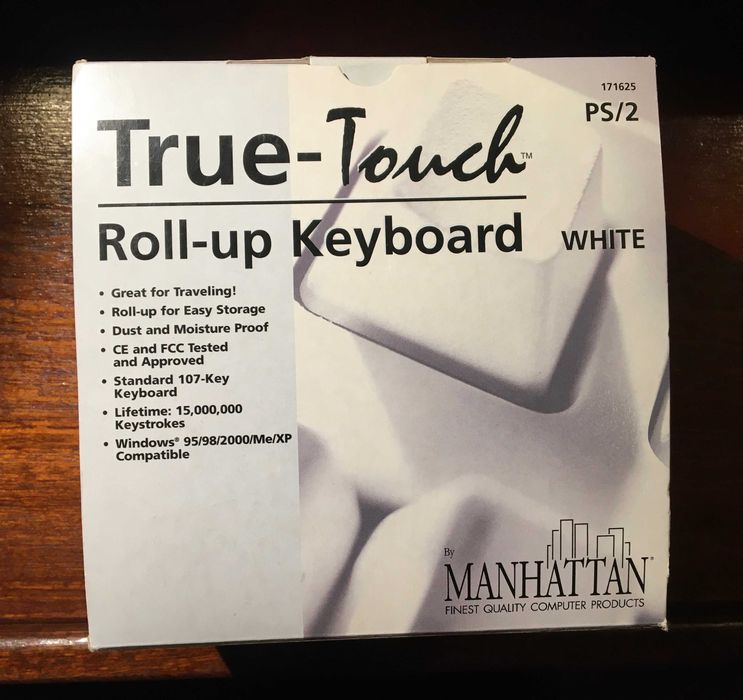 171625
PS/2
True-Touch™
Roll-up Keyboard WHITE
• Great for Traveling!
• Roll-up for Easy Storage
• Dust and Moisture Proof
• CE and FCC Tested
and Approved
• Standard 107-Key
Keyboard
• Lifetime: 15,000,000
Keystrokes
• Windows® 95/98/2000/Me/XP
Compatible
By
MANHATTAN®
FINEST QUALITY COMPUTER PRODUCTS